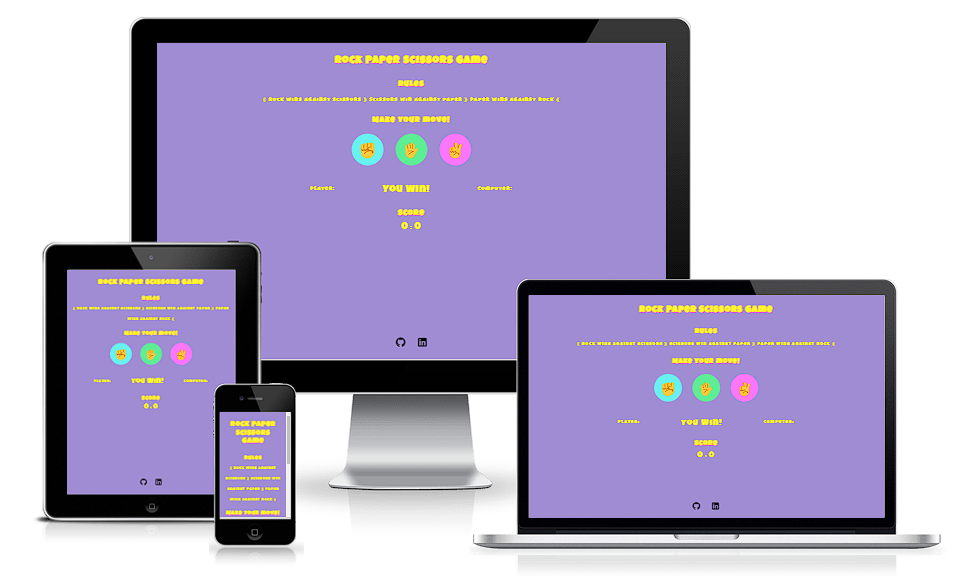 Rock Paper Scissors Game
Rules
{ Rock wins against Scissors } Scissors win against Paper } Paper wins against Rock {
Make your move!
Player:
You Win!
Computer:
Score
0:0
Rock Paper Scissors Game
Rules
{ Rock wins against Scissors } Scissors win against Paper } Paper
wins against Rock {
Make your move!
Player:
You Win!
Computer:
Score
0:0
Rock Paper
Scissors
Game
Rules
{ Rock wins against
Scissors } Scissors win
against Paper } Paper
wins against Rock {
Make your move!
Rock Paper Scissors Game
Rules
{ Rock wins against Scissors } Scissors win against Paper } Paper wins against Rock {
Make your move!
Player:
You Win!
Computer:
Score
0:0